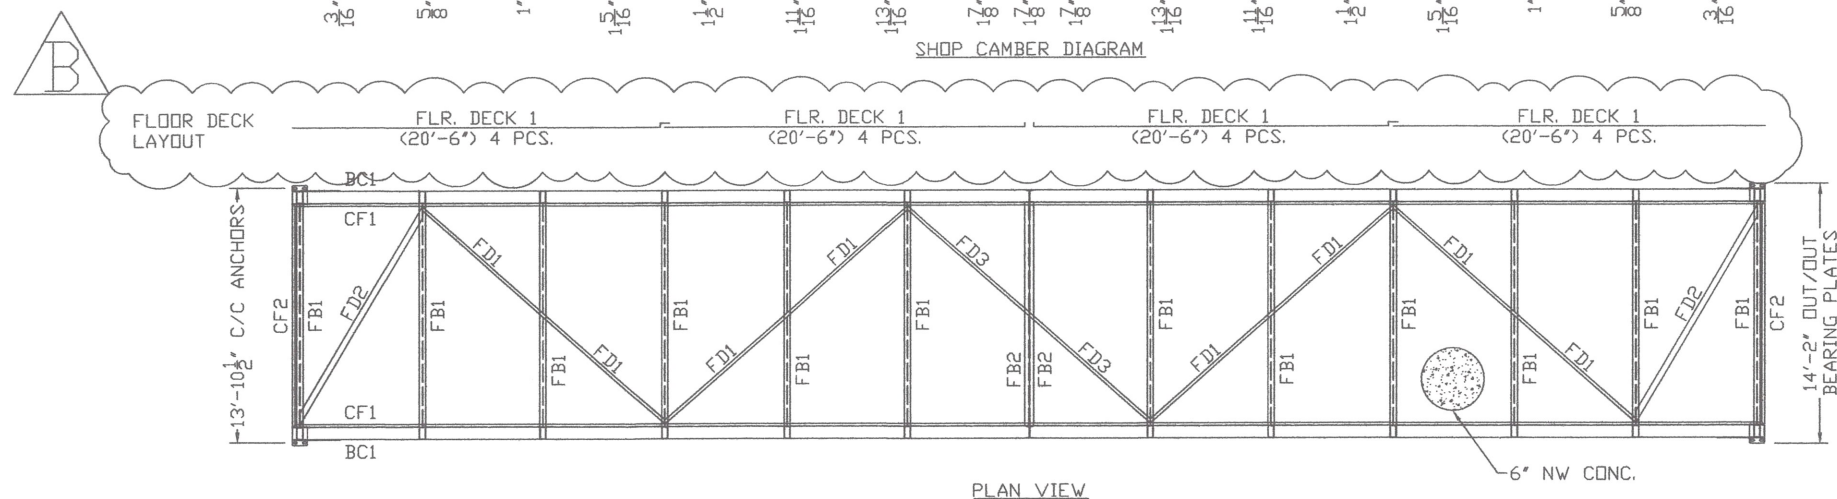 3/16" 5/8" 1" 15/16" 1 1/2" 11/16" 1 13/16" 1 7/8" 1 7/8" 1 7/8" 1 13/16" 11/16" 1 1/2" 15/16" 1" 5/8" 3/16"
SHOP CAMBER DIAGRAM
B
FLOOR DECK
LAYOUT
FLR. DECK 1
(20'-6") 4 PCS.
FLR. DECK 1
(20'-6") 4 PCS.
FLR. DECK 1
(20'-6") 4 PCS.
FLR. DECK 1
(20'-6") 4 PCS.
BC1
CF1
13'-10 1/2" C/C ANCHORS
CF2
FB1
FD2
FB1
FD1
FB1
FD1
FB1
FD1
FD1
FB1
FB1
FD3
FB2
FB2
FD3
FB1
FD1
FD1
FB1
FB1
FD1
FB1
FD1
FB1
FD2
FB1
CF2
14'-2" OUT/OUT
BEARING PLATES
CF1
BC1
6" NW CONC.
PLAN VIEW